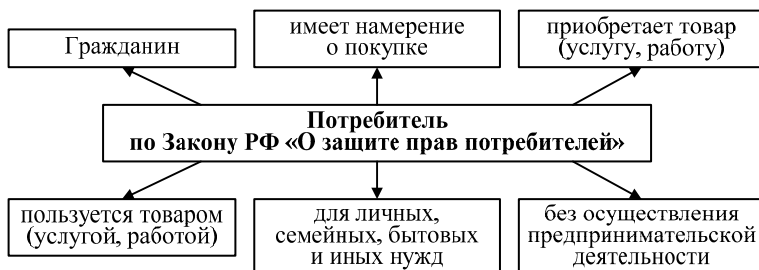 Гражданин
имеет намерение
о покупке
приобретает товар
(услугу, работу)
Потребитель
по Закону РФ «О защите прав потребителей»
пользуется товаром
(услугой, работой)
для личных,
семейных, бытовых
и иных нужд
без осуществления
предпринимательской
деятельности